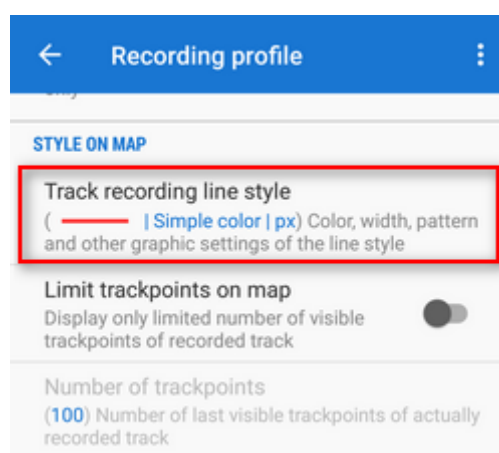 Recording profile
STYLE ON MAP
Track recording line style
( | Simple color | px) Color, width, pattern
and other graphic settings of the line style
Limit trackpoints on map
Display only limited number of visible
trackpoints of recorded track
Number of trackpoints
(100) Number of last visible trackpoints of actually
recorded track